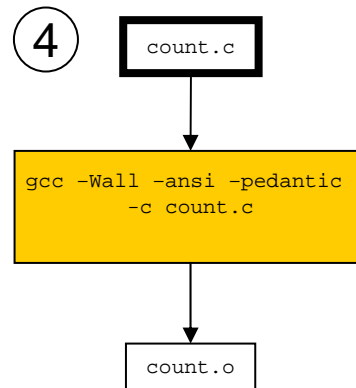 4
count.c
gcc –Wall –ansi –pedantic
–c count.c
count.o